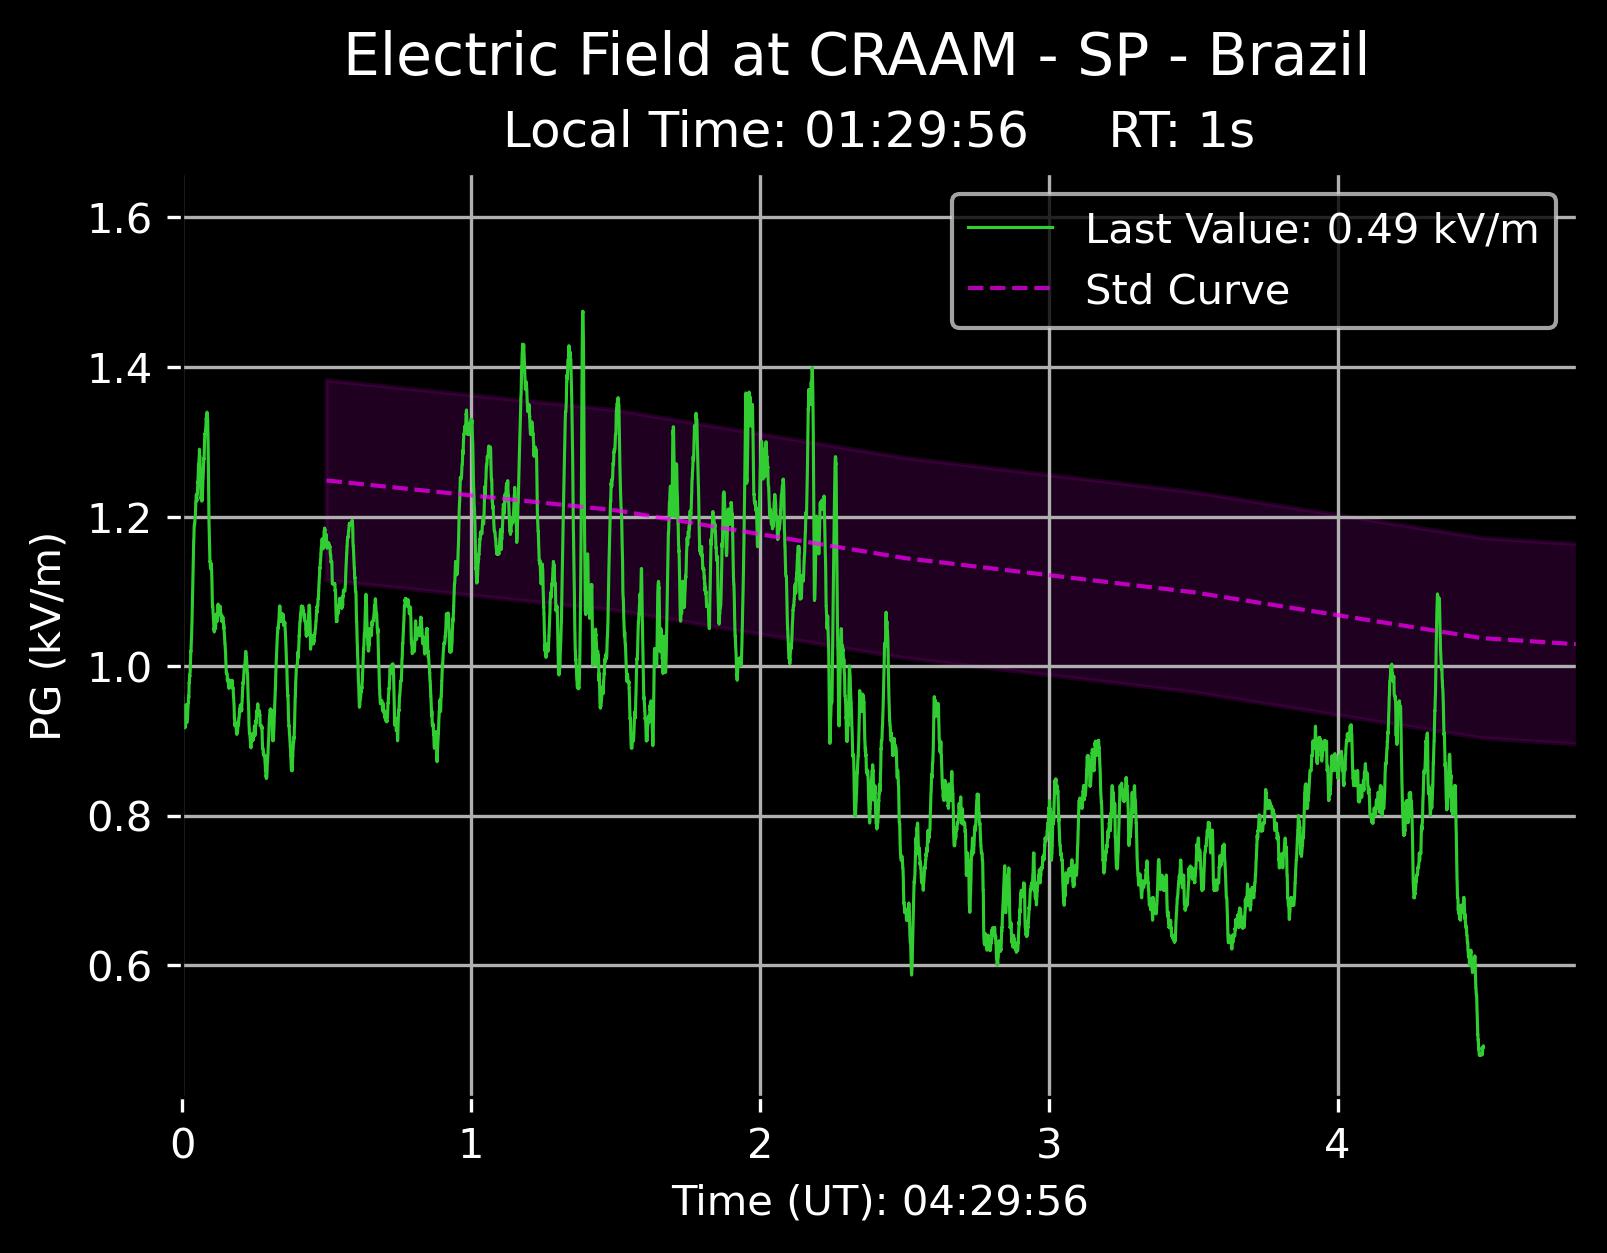 Electric Field at CRAAM - SP - Brazil
Local Time: 01:29:56 RT: 1s
Last Value: 0.49 kV/m
Std Curve
PG (kV/m)
1.6
1.4
1.2
1.0
0.8
0.6
0 1 2 3 4
Time (UT): 04:29:56